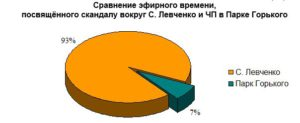 Сравнение эфирного времени,
посвящённого скандалу вокруг С. Левченко и ЧП в Парке Горького
93%
С. Левченко
Парк Горького
7%